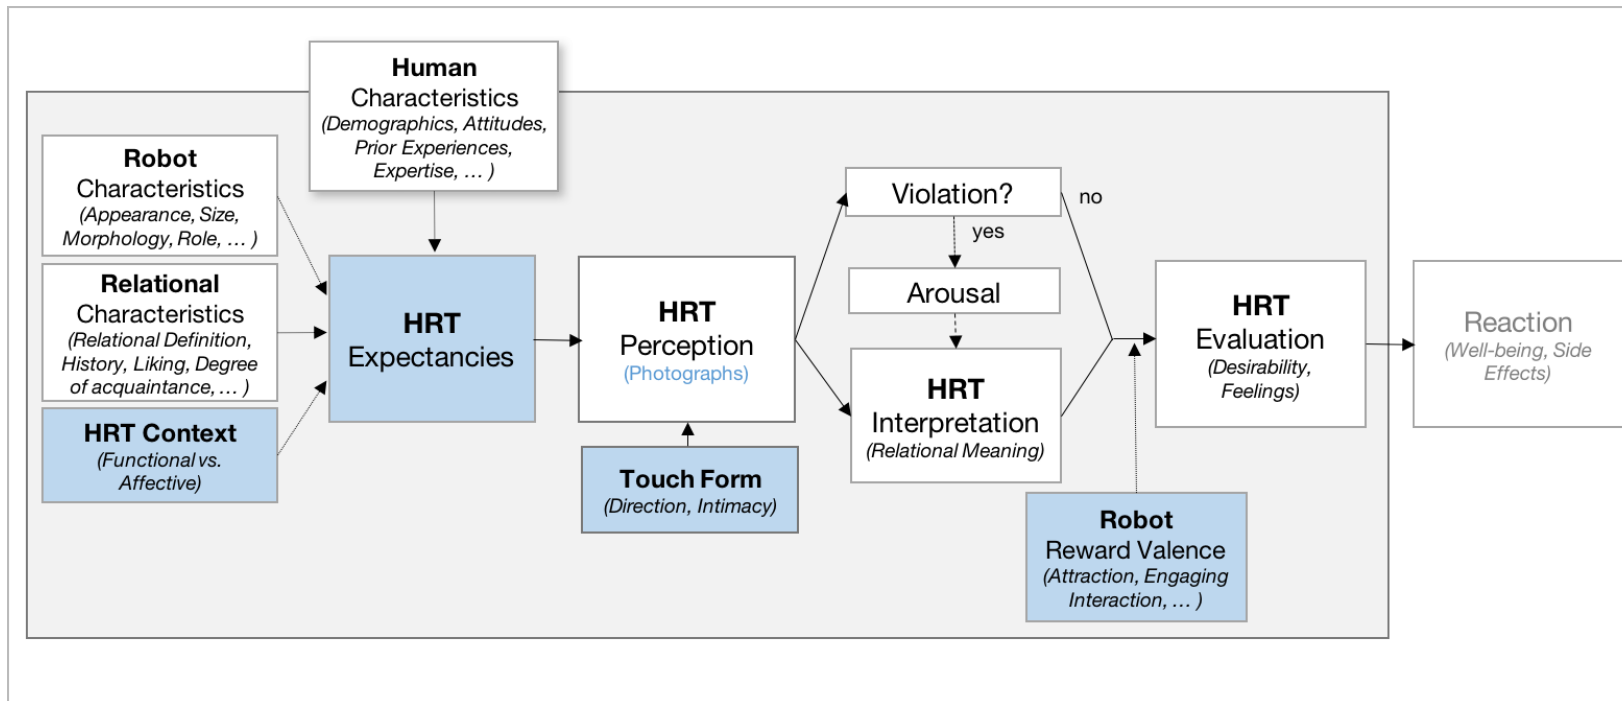 Human
Characteristics
(Demographics, Attitudes,
Prior Experiences,
Expertise, … )
Robot
Characteristics
(Appearance, Size,
Morphology, Role, … )
Relational
Characteristics
(Relational Definition,
History, Liking, Degree
of acquaintance, … )
HRT Context
(Functional vs.
Affective)
HRT
Expectancies
HRT
Perception
(Photographs)
Touch Form
(Direction, Intimacy)
Violation?
no
yes
Arousal
HRT
Interpretation
(Relational Meaning)
Robot
Reward Valence
(Attraction, Engaging
Interaction, … )
HRT
Evaluation
(Desirability,
Feelings)
Reaction
(Well-being, Side
Effects)